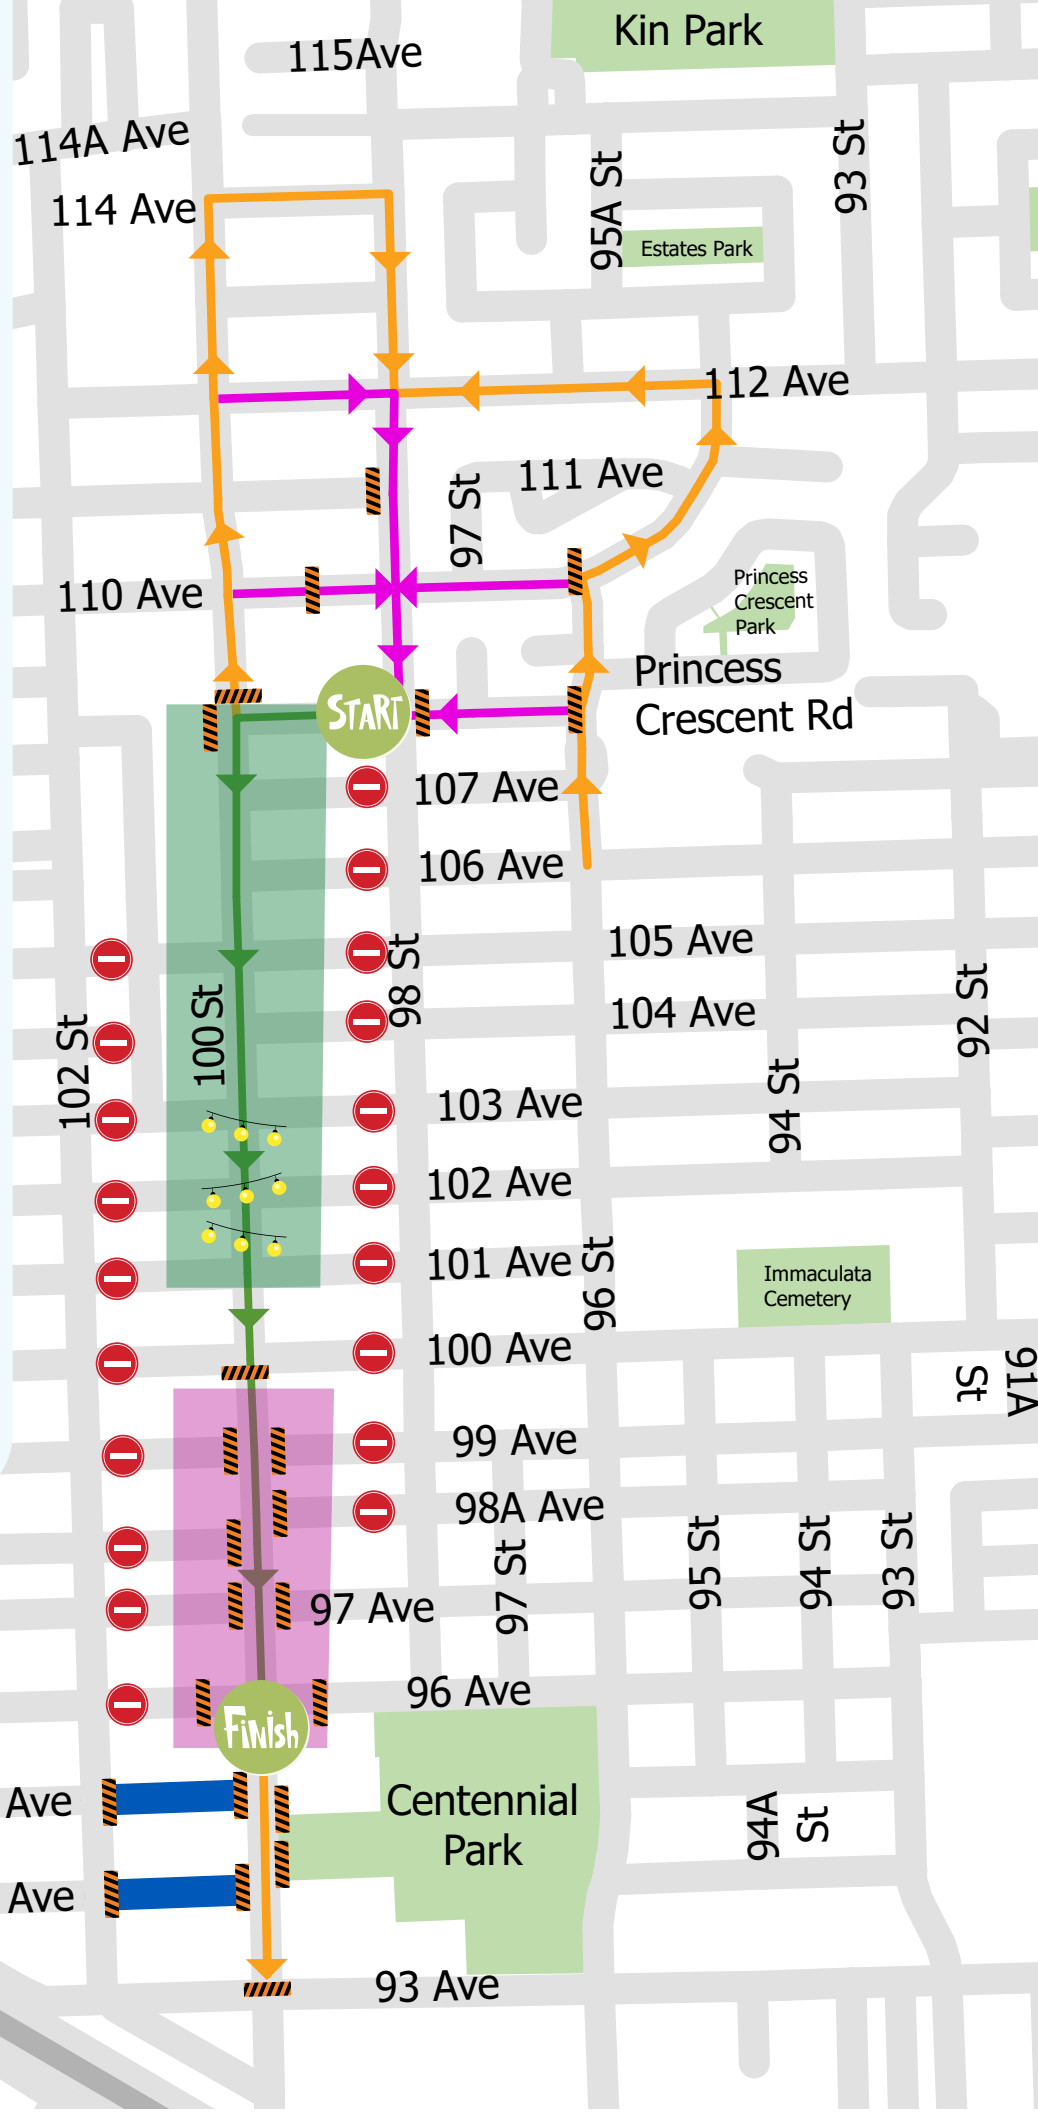 Kin Park
115Ave
114A Ave
93 St
114 Ave
95A St
Estates Park
112 Ave
111 Ave
97 St
110 Ave
Princess
Crescent
Park
Princess
Crescent Rd
START
107 Ave
106 Ave
105 Ave
98 St
92 St
100 St
104 Ave
102 St
103 Ave
94 St
102 Ave
101 Ave
96 St
Immaculata
Cemetery
100 Ave
91A
St
99 Ave
98A Ave
97 St
95 St
94 St
93 St
97 Ave
96 Ave
Finish
Ave
Centennial
Park
94A
St
Ave
93 Ave